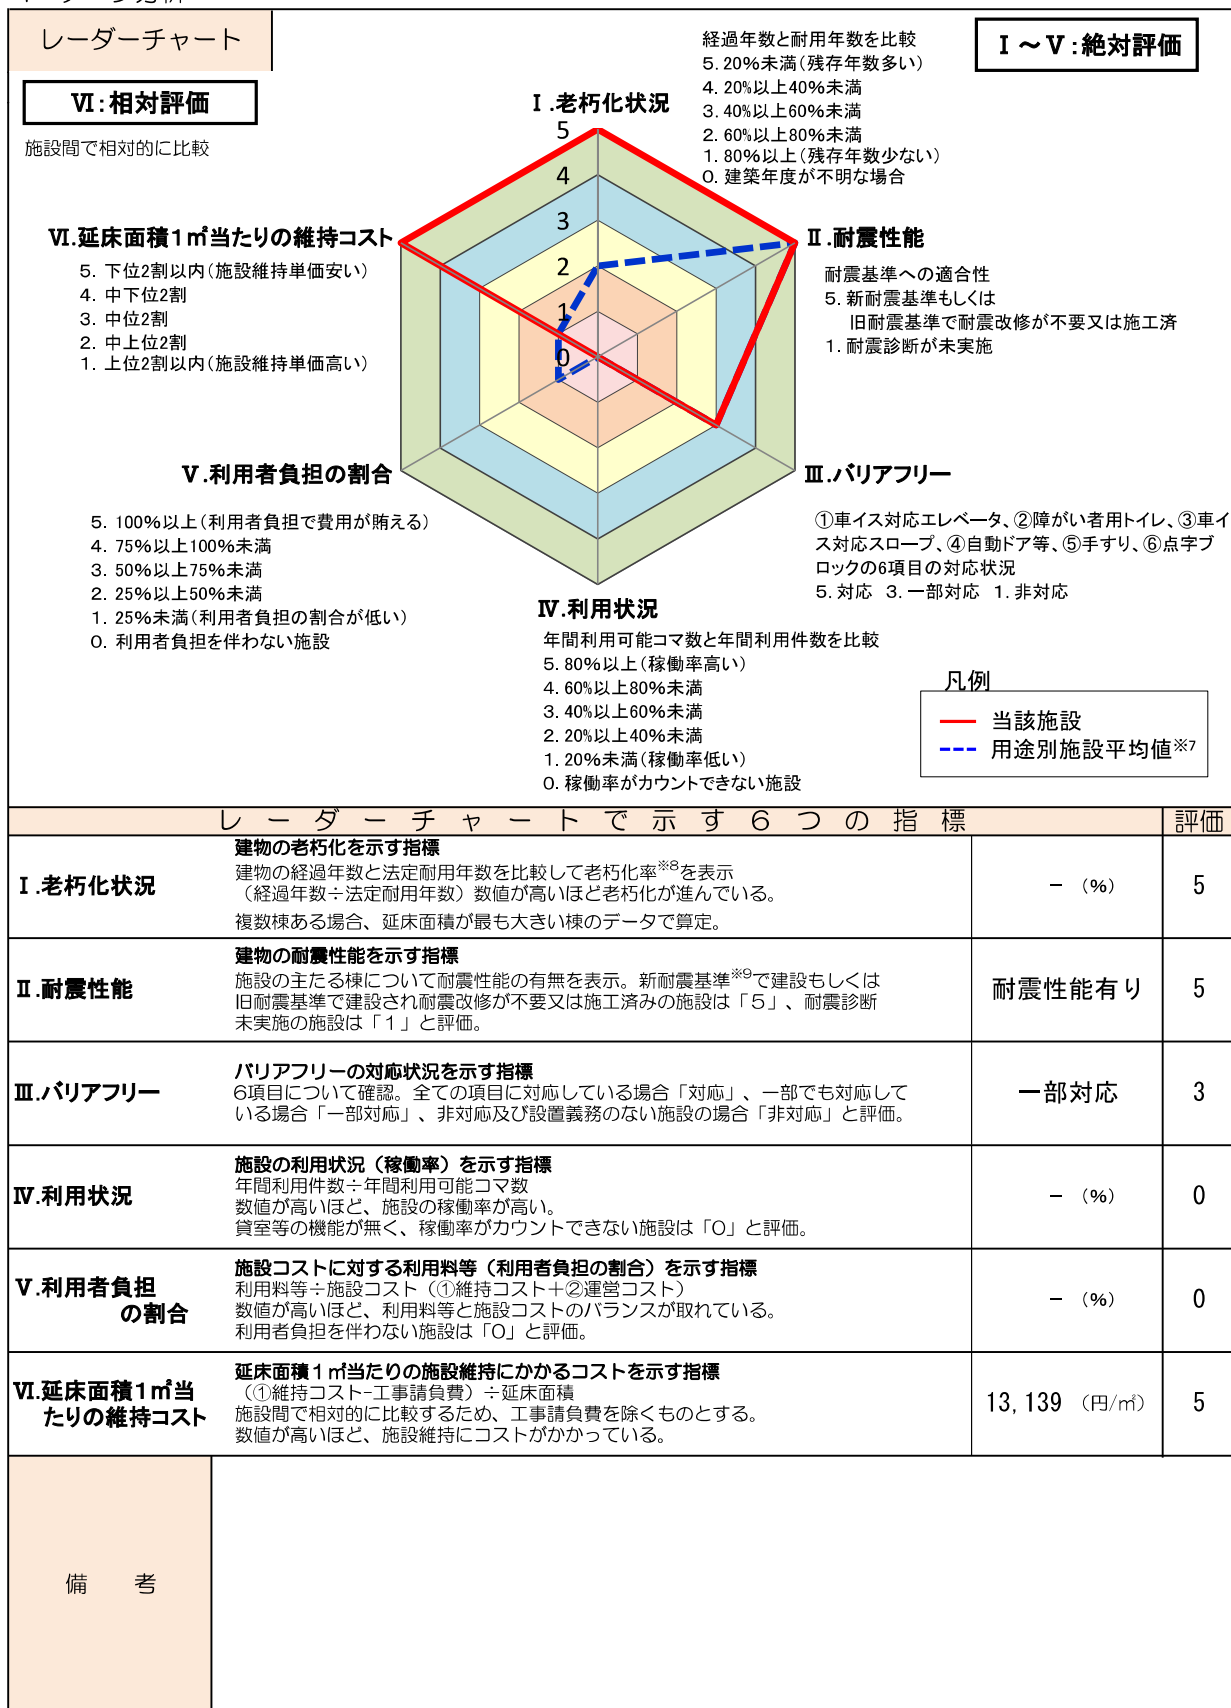 レーダーチャート
Ⅰ～Ⅴ:絶対評価
Ⅵ:相対評価
施設間で相対的に比較
Ⅰ.老朽化状況
経過年数と耐用年数を比較
5. 20%未満(残存年数多い)
4. 20%以上40%未満
3. 40%以上60%未満
2. 60%以上80%未満
1. 80%以上(残存年数少ない)
0. 建築年度が不明な場合
5
4
3
2
1
0
Ⅱ.耐震性能
耐震基準への適合性
5. 新耐震基準もしくは
旧耐震基準で耐震改修が不要又は施工済
1. 耐震診断が未実施
Ⅵ.延床面積1㎡当たりの維持コスト
5. 下位2割以内(施設維持単価安い)
4. 中下位2割
3. 中位2割
2. 中上位2割
1. 上位2割以内(施設維持単価高い)
Ⅴ.利用者負担の割合
5. 100%以上(利用者負担で費用が賄える)
4. 75%以上100%未満
3. 50%以上75%未満
2. 25%以上50%未満
1. 25%未満(利用者負担の割合が低い)
0. 利用者負担を伴わない施設
Ⅲ.バリアフリー
①車イス対応エレベータ、②障がい者用トイレ、③車イ
ス対応スロープ、④自動ドア等、⑤手すり、⑥点字ブ
ロックの6項目の対応状況
5. 対応 3. 一部対応 1. 非対応
Ⅳ.利用状況
年間利用可能コマ数と年間利用件数を比較
5. 80%以上(稼働率高い)
4. 60%以上80%未満
3. 40%以上60%未満
2. 20%以上40%未満
1. 20%未満(稼働率低い)
0. 稼働率がカウントできない施設
凡例
当該施設
用途別施設平均値※7
レーダーチャートで示す6つの指標 評価
Ⅰ.老朽化状況
建物の老朽化を示す指標
建物の経過年数と法定耐用年数を比較して老朽化率※8を表示
（経過年数÷法定耐用年数）数値が高いほど老朽化が進んでいる。
複数棟ある場合、延床面積が最も大きい棟のデータで算定。
－ (%) 5
Ⅱ.耐震性能
建物の耐震性能を示す指標
施設の主たる棟について耐震性能の有無を表示。新耐震基準※9で建設もしくは
旧耐震基準で建設され耐震改修が不要又は施工済みの施設は「5」、耐震診断
未実施の施設は「1」と評価。
耐震性能有り 5
Ⅲ.バリアフリー
バリアフリーの対応状況を示す指標
6項目について確認。全ての項目に対応している場合「対応」、一部でも対応して
いる場合「一部対応」、非対応及び設置義務のない施設の場合「非対応」と評価。
一部対応 3
Ⅳ.利用状況
施設の利用状況（稼働率）を示す指標
年間利用件数÷年間利用可能コマ数
数値が高いほど、施設の稼働率が高い。
貸室等の機能が無く、稼働率がカウントできない施設は「0」と評価。
－ (%) 0
Ⅴ.利用者負担
の割合
施設コストに対する利用料等（利用者負担の割合）を示す指標
利用料等÷施設コスト（①維持コスト＋②運営コスト）
数値が高いほど、利用料等と施設コストのバランスが取れている。
利用者負担を伴わない施設は「0」と評価。
－ (%) 0
Ⅵ.延床面積1㎡当
たりの維持コスト
延床面積1㎡当たりの施設維持にかかるコストを示す指標
（①維持コスト-工事請負費）÷延床面積
施設間で相対的に比較するため、工事請負費を除くものとする。
数値が高いほど、施設維持にコストがかかっている。
13,139 (円/㎡) 5
備 考